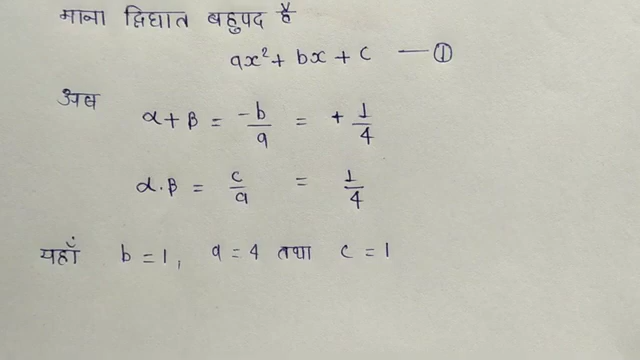 माना द्विघात बहुपद है
ax² + bx + c — ①
अब
α + β = -b/a = + 1/4
α.β = c/a = 1/4
यहाँ b = 1, a = 4 तथा c = 1